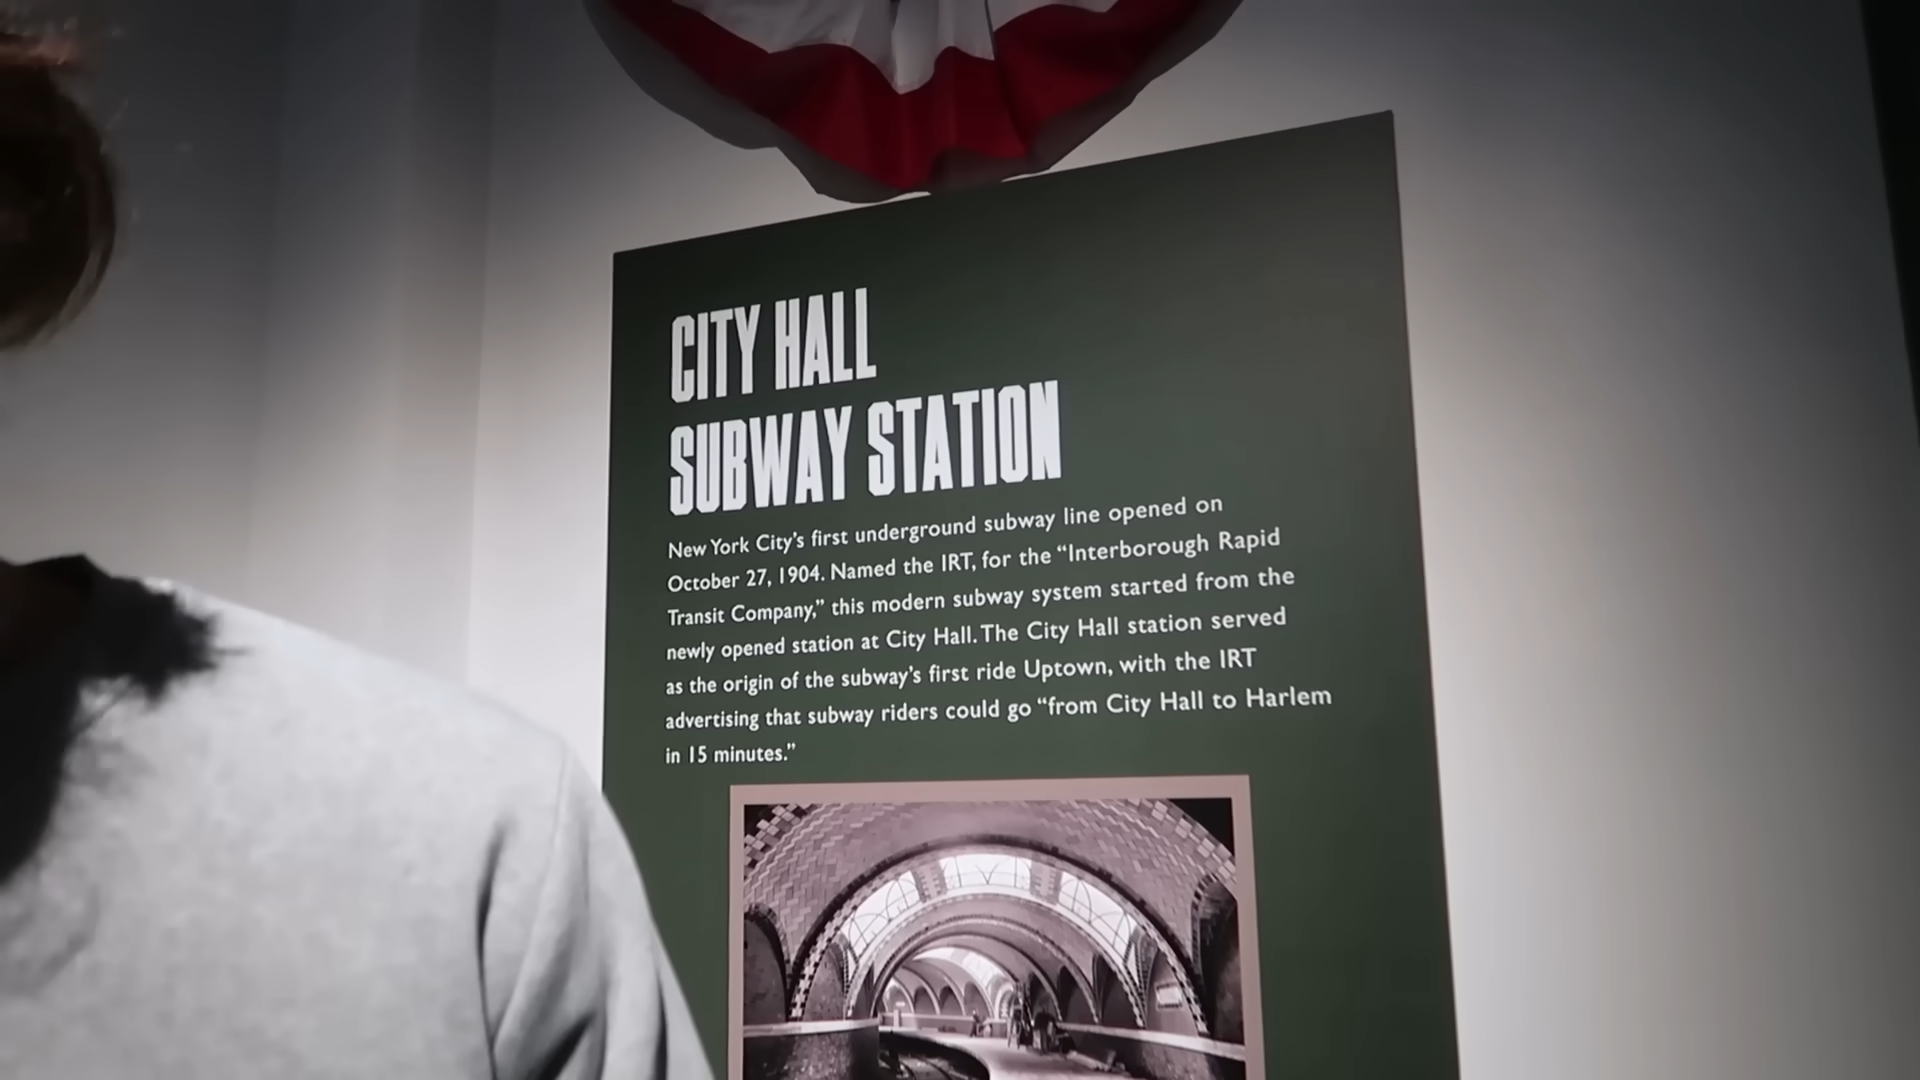 CITY HALL
SUBWAY STATION
New York City's first underground subway line opened on
October 27, 1904. Named the IRT, for the “Interborough Rapid
Transit Company,” this modern subway system started from the
newly opened station at City Hall. The City Hall station served
as the origin of the subway's first ride Uptown, with the IRT
advertising that subway riders could go “from City Hall to Harlem
in 15 minutes.”